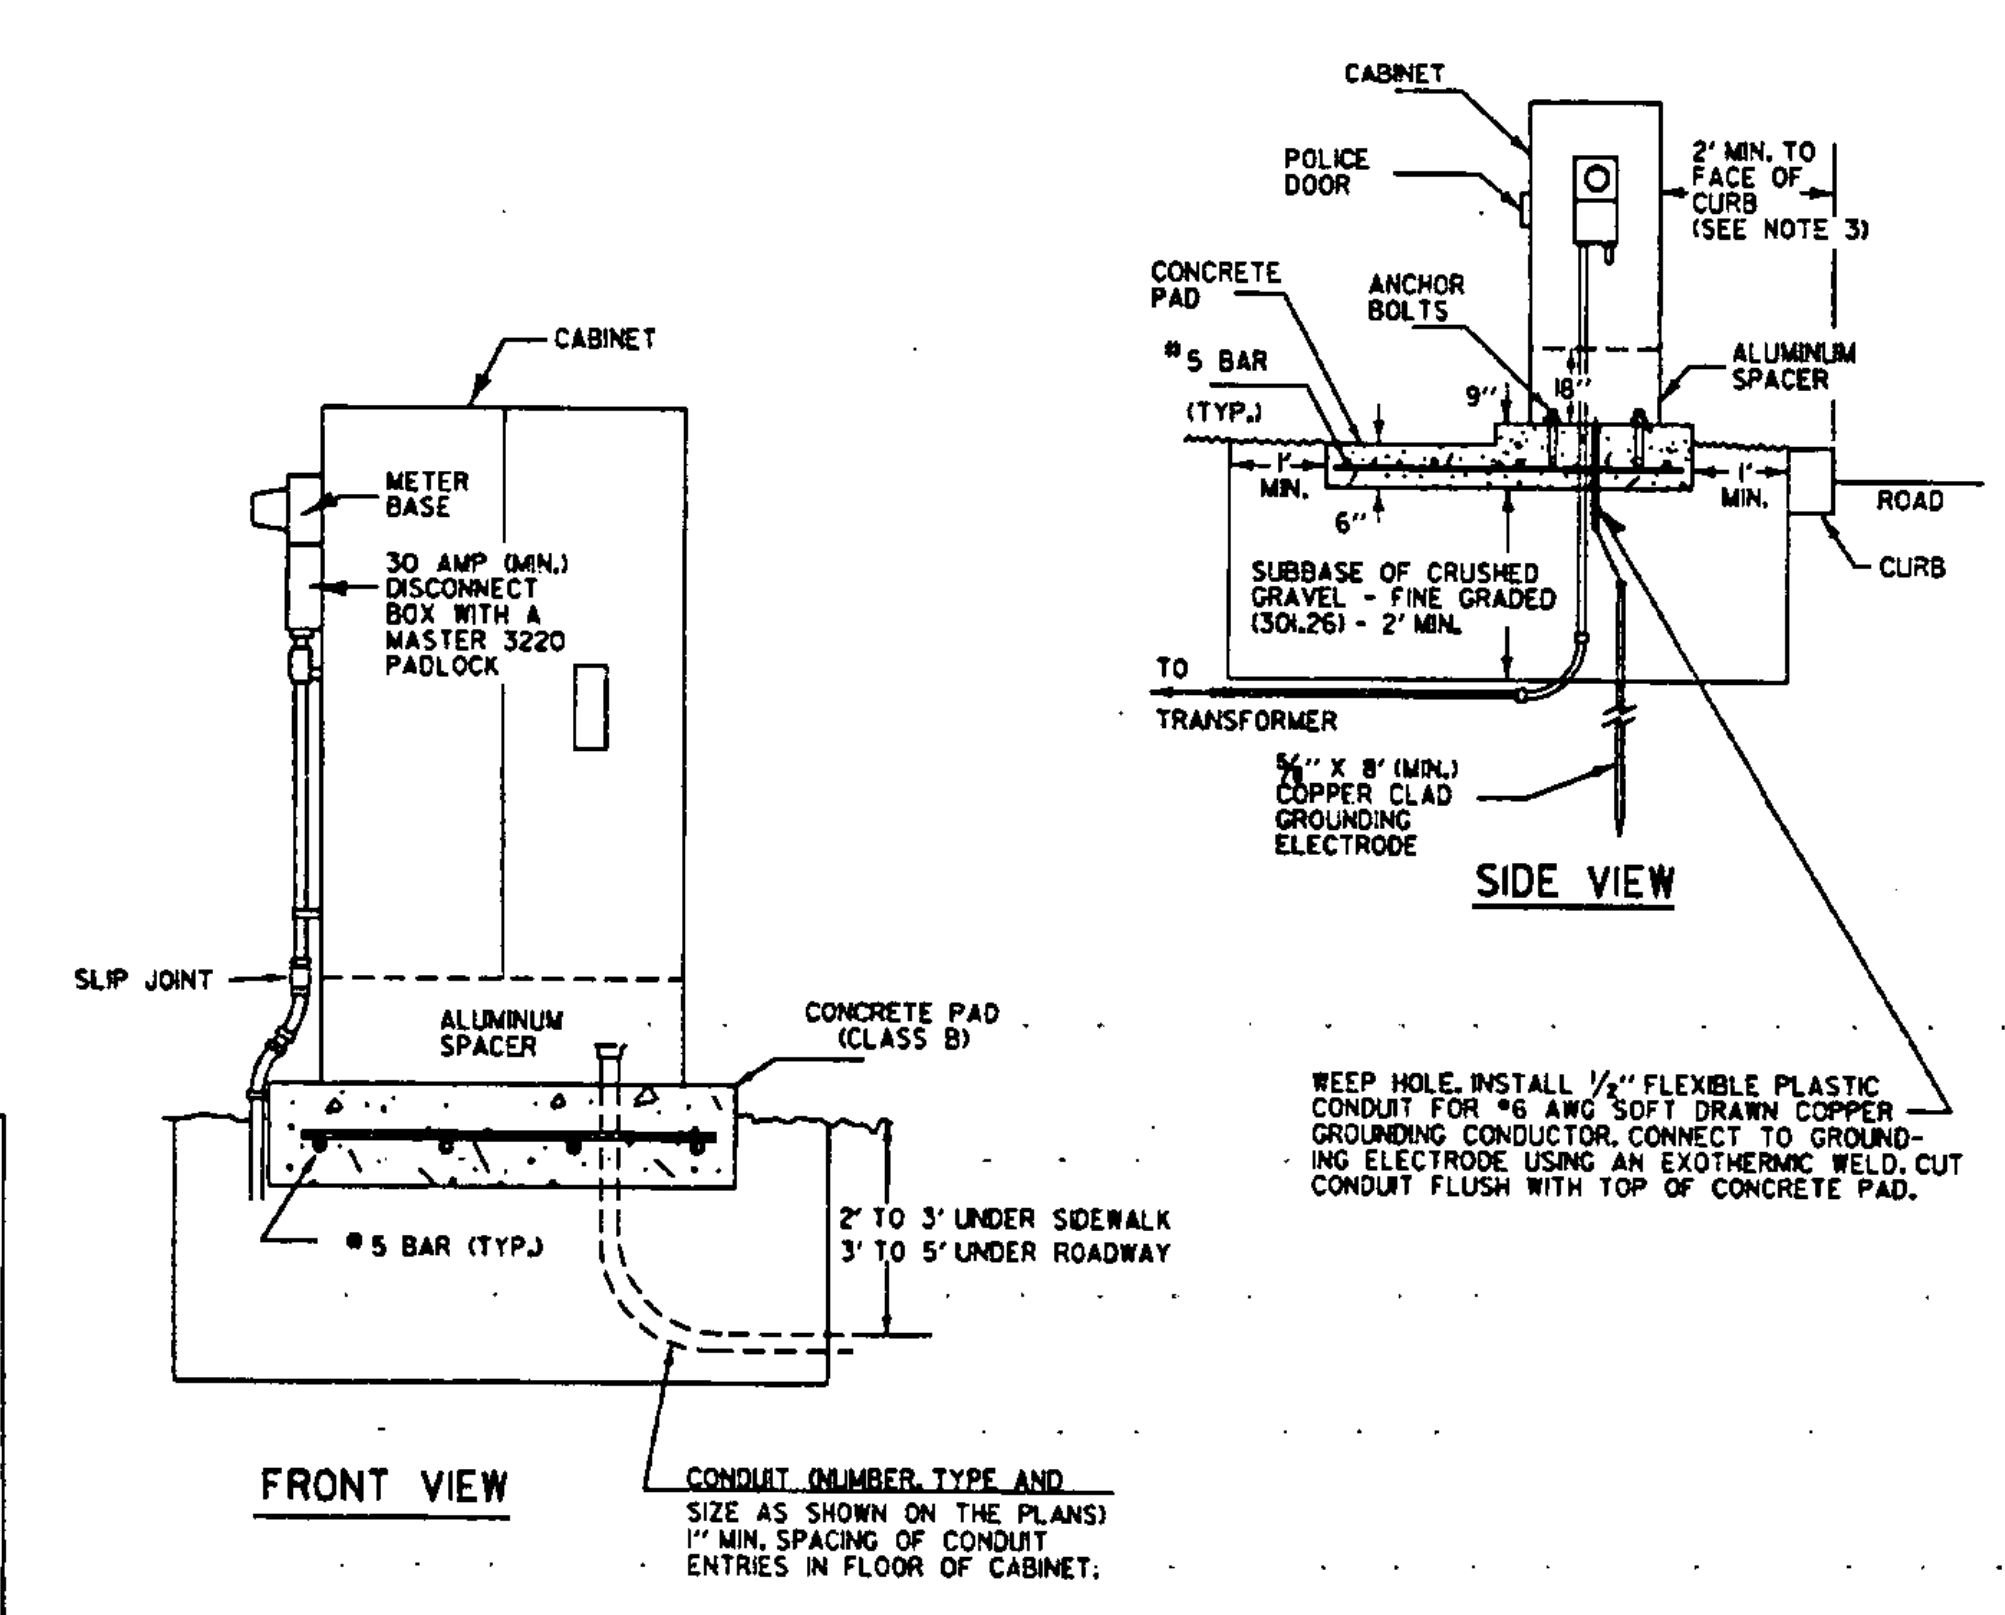 CABINET
METER
BASE
30 AMP (MIN.)
DISCONNECT
BOX WITH A
MASTER 3220
PADLOCK
SLIP JOINT
ALUMINUM
SPACER
CONCRETE PAD
(CLASS B)
#5 BAR (TYP.)
2' TO 3' UNDER SIDEWALK
3' TO 5' UNDER ROADWAY
FRONT VIEW
CONDUIT (NUMBER, TYPE AND
SIZE AS SHOWN ON THE PLANS)
1" MIN. SPACING OF CONDUIT
ENTRIES IN FLOOR OF CABINET;
CABINET
POLICE
DOOR
2' MIN. TO
FACE OF
CURB
(SEE NOTE 3)
CONCRETE
PAD
ANCHOR
BOLTS
#5 BAR
(TYP.)
9"
18"
ALUMINUM
SPACER
1'
MIN.
6"
1'
MIN.
ROAD
CURB
SUBBASE OF CRUSHED
GRAVEL - FINE GRADED
(301.26) - 2' MIN.
TO
TRANSFORMER
5/8" X 8' (MIN.)
COPPER CLAD
GROUNDING
ELECTRODE
SIDE VIEW
WEEP HOLE. INSTALL 1/2" FLEXIBLE PLASTIC
CONDUIT FOR #6 AWG SOFT DRAWN COPPER
GROUNDING CONDUCTOR. CONNECT TO GROUND-
ING ELECTRODE USING AN EXOTHERMIC WELD. CUT
CONDUIT FLUSH WITH TOP OF CONCRETE PAD.